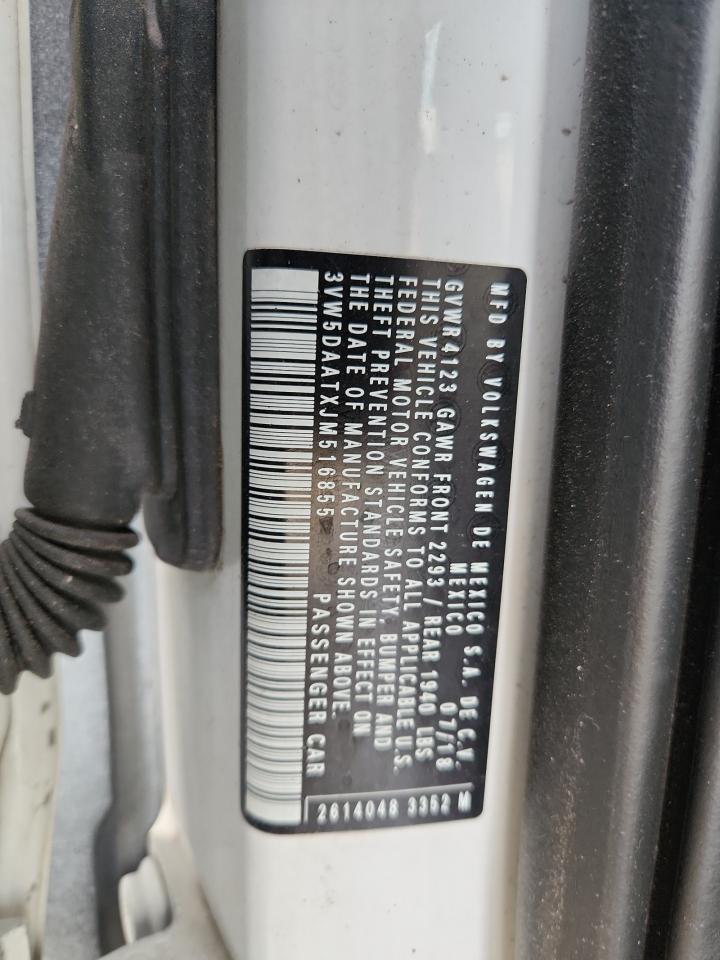 MFD BY VOLKSWAGEN DE MEXICO S.A. DE C.V.
MEXICO 07/18
GVWR 4123 GAWR FRONT 2293 / REAR 1940 LBS
THIS VEHICLE CONFORMS TO ALL APPLICABLE U.S.
FEDERAL MOTOR VEHICLE SAFETY, BUMPER AND
THEFT PREVENTION STANDARDS IN EFFECT ON
THE DATE OF MANUFACTURE SHOWN ABOVE.
3VW5DAATXJM516855 PASSENGER CAR
2614048 3352 M